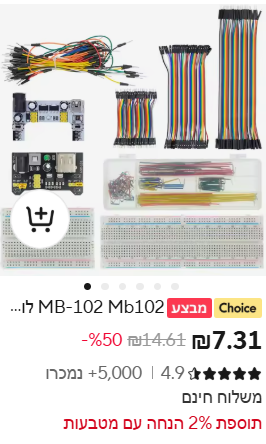 Choice מבצע MB-102 Mb102 לו...
₪7.31 ₪14.61 -%50
4.9 | 5,000+ נמכרו
משלוח חינם
תוספת 2% הנחה עם מטבעות